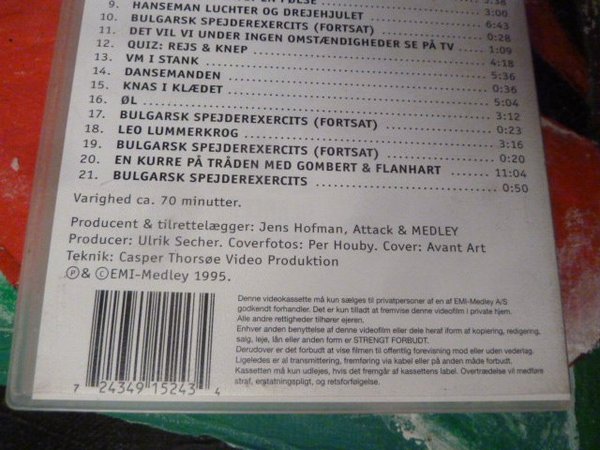 9. HANSEMAN LUCHTER OG DREJEHJULET 3:00
10. BULGARSK SPEJDEREXERCITS (FORTSAT) 6:43
11. DET VIL VI UNDER INGEN OMSTÆNDIGHEDER SE PÅ TV 0:28
12. QUIZ: REJS & KNEP 1:09
13. VM I STANK 4:18
14. DANSEMANDEN 5:36
15. KNAS I KLÆDET 0:36
16. ØL 5:04
17. BULGARSK SPEJDEREXERCITS (FORTSAT) 3:12
18. LEO LUMMERKROG 0:23
19. BULGARSK SPEJDEREXERCITS (FORTSAT) 3:16
20. EN KURRE PÅ TRÅDEN MED GOMBERT & FLANHART 0:20
21. BULGARSK SPEJDEREXERCITS 11:04
0:50
Varighed ca. 70 minutter.
Producent & tilrettelægger: Jens Hofman, Attack & MEDLEY
Producer: Ulrik Secher. Coverfotos: Per Houby. Cover: Avant Art
Teknik: Casper Thorsøe Video Produktion
Ⓟ & ⓒ EMI-Medley 1995.
Denne videokassette må kun sælges til privatpersoner af en af EMI-Medley A/S
godkendt forhandler. Det er kun tilladt at fremvise denne videofilm i privat hjem.
Alle andre rettigheder tilhører ejeren.
Enhver anden benyttelse af denne videofilm eller dele heraf iform af kopiering, redigering,
salg, leje, lån eller anden form er STRENGT FORBUDT.
Derudover er det forbudt at vise filmen til offentlig forevisning mod eller uden vederlag.
Ligeledes er al transmittering, fremføring via kabel eller på anden måde forbudt.
Kassetten må kun udlejes, hvis det fremgår af kassettens label. Overtrædelse vil medføre
straf, erstatningspligt, og retsforfølgelse.
7 24349 15243 4